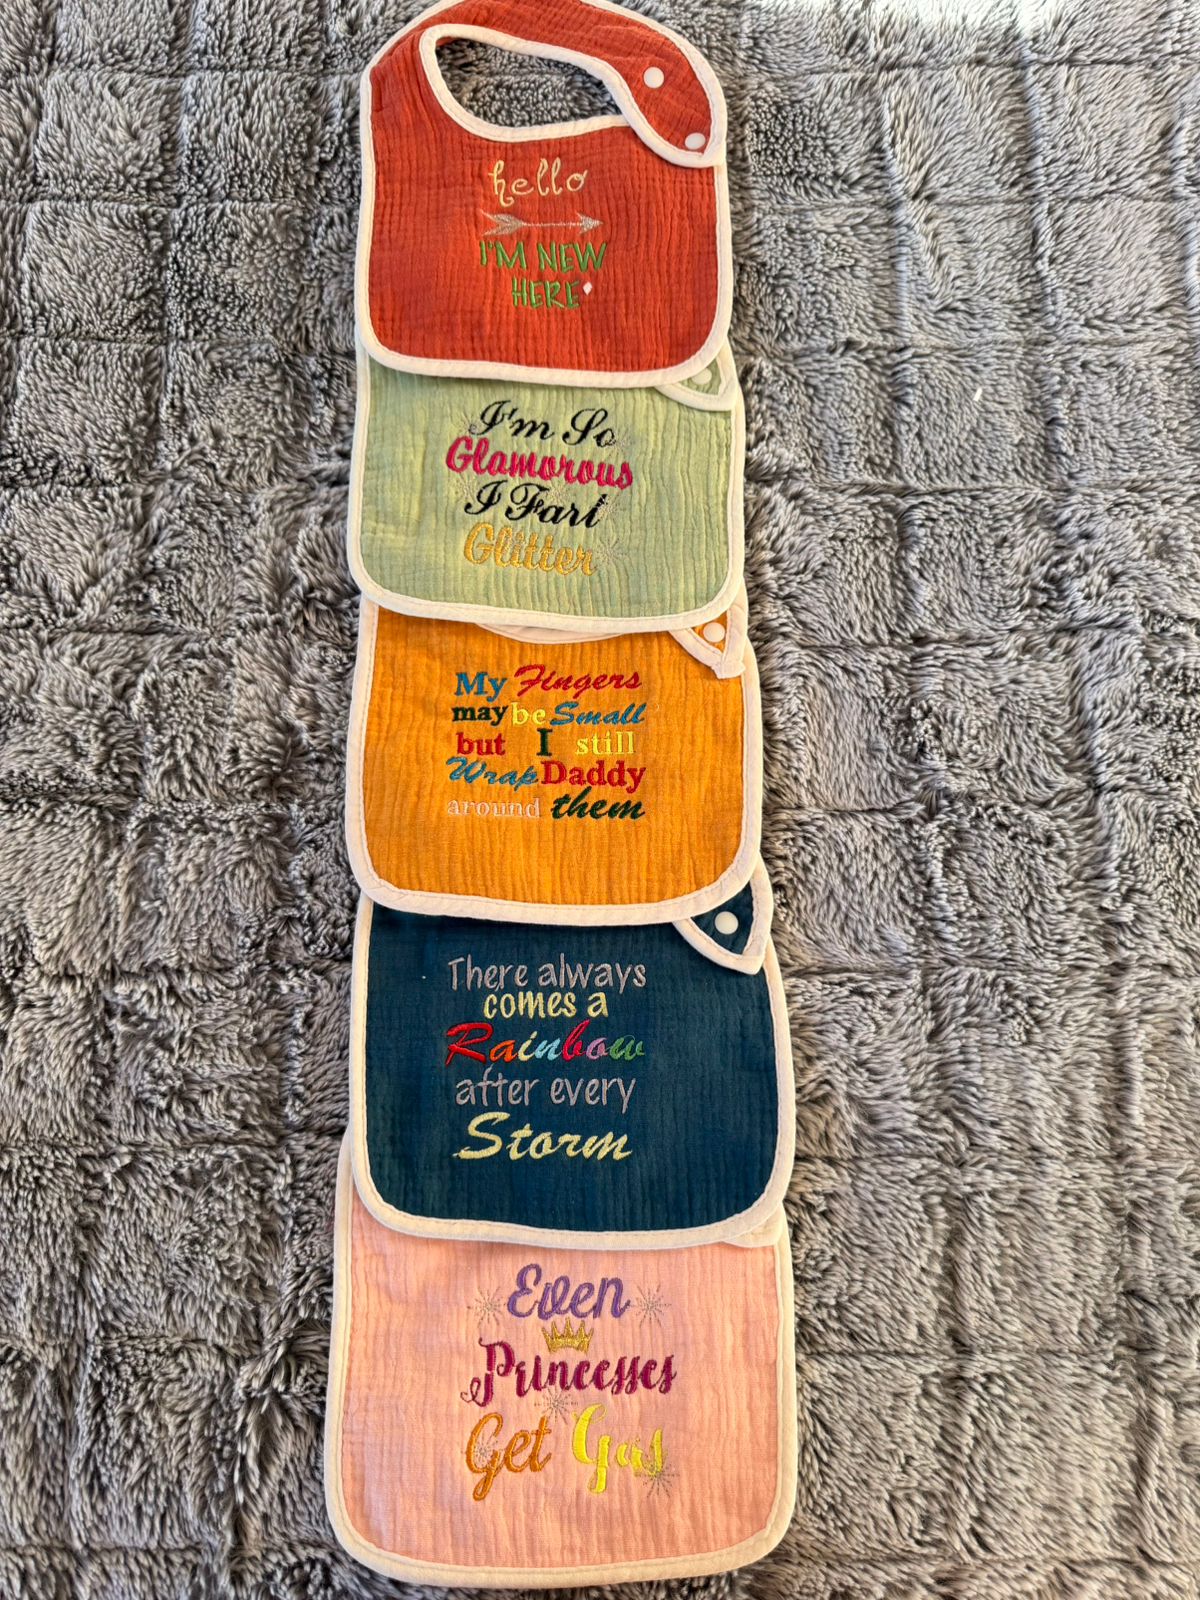 hello
I'M NEW
HERE
I'm So
Glamorous
I Fart
Glitter
My Fingers
may be Small
but I still
Wrap Daddy
around them
There always
comes a
Rainbow
after every
Storm
Even
Princesses
Get Gas